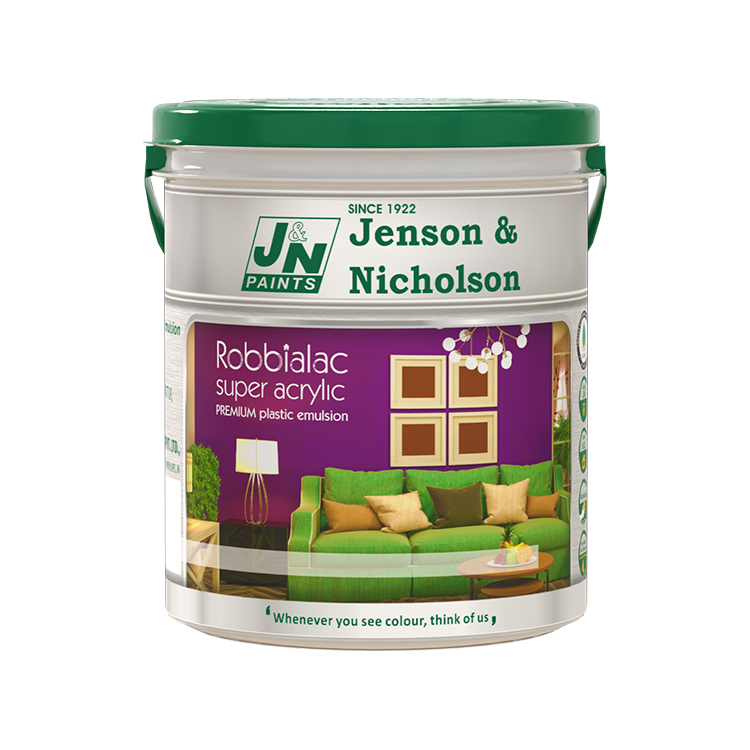 SINCE 1922
J&N
PAINTS
Jenson &
Nicholson
Robbialac
super acrylic
PREMIUM plastic emulsion
'Whenever you see colour, think of us,